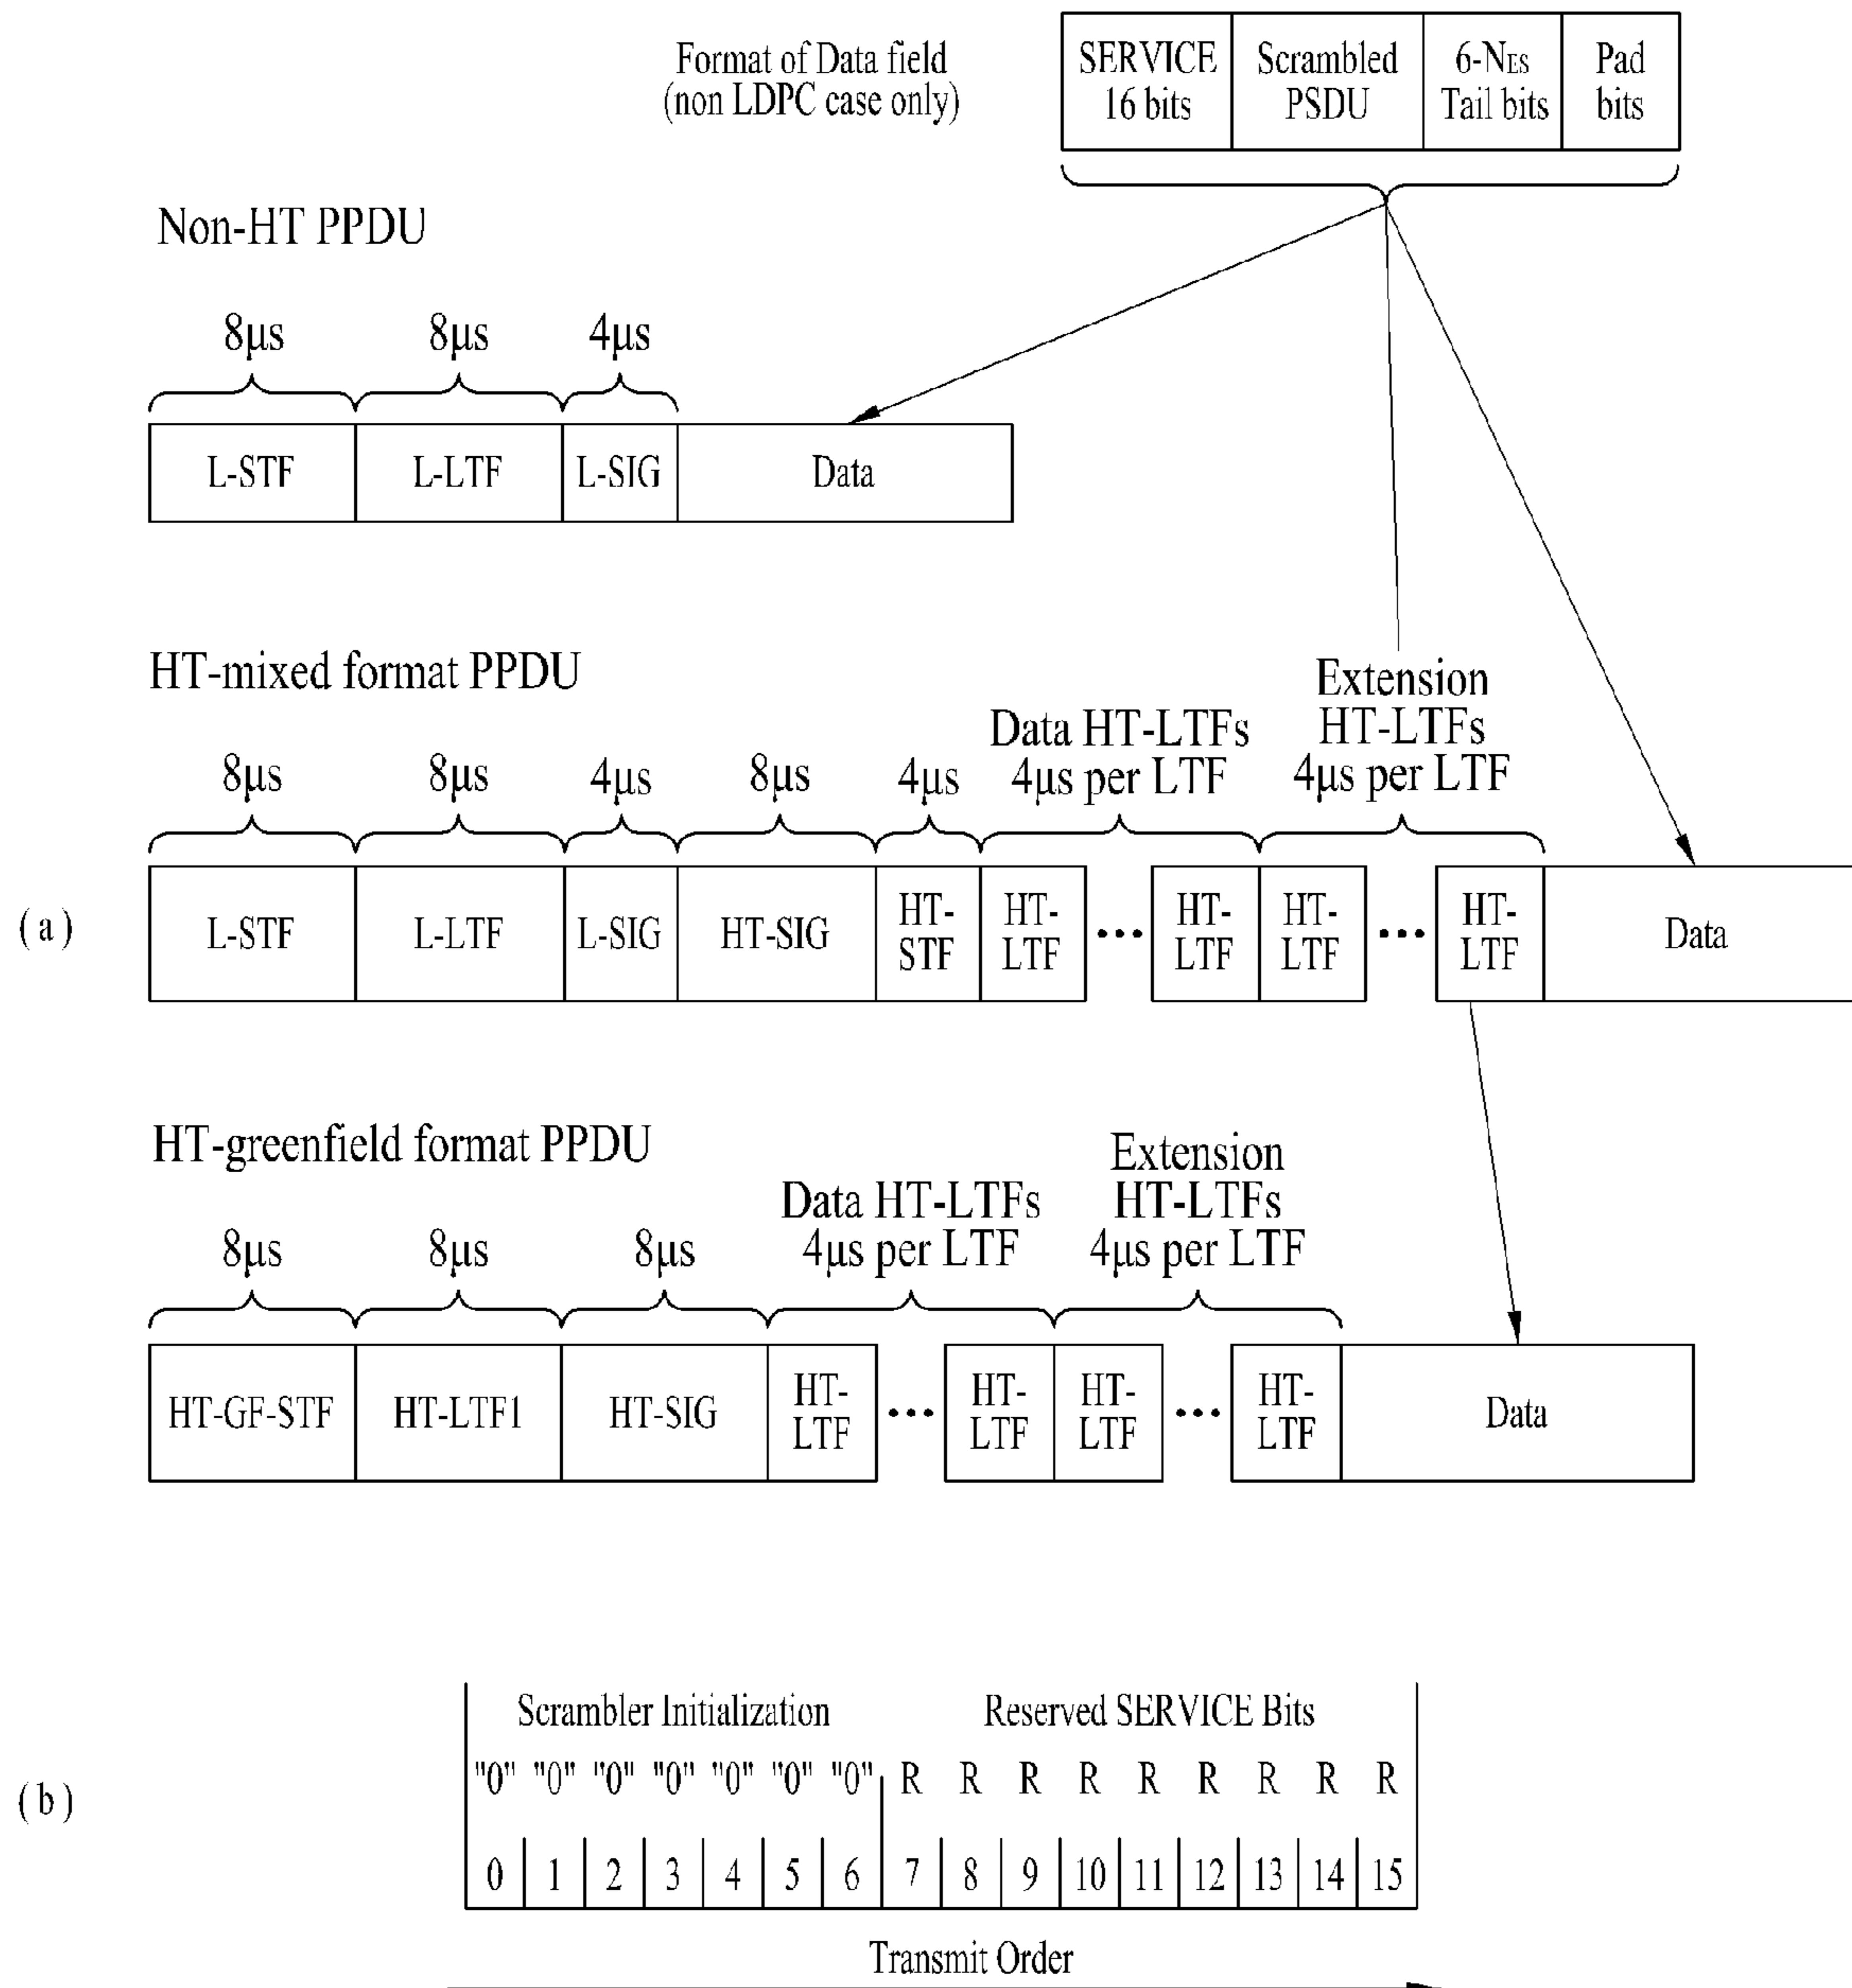 Format of Data field
(non LDPC case only)
SERVICE
16 bits
Scrambled
PSDU
6-NES
Tail bits
Pad
bits
Non-HT PPDU
8μs 8μs 4μs
L-STF L-LTF L-SIG Data
HT-mixed format PPDU
Data HT-LTFs
4μs per LTF
Extension
HT-LTFs
4μs per LTF
8μs 8μs 4μs 8μs 4μs
(a)
L-STF L-LTF L-SIG HT-SIG
HT-
STF
HT-
LTF
•••
HT-
LTF
HT-
LTF
•••
HT-
LTF
Data
HT-greenfield format PPDU
Data HT-LTFs
4μs per LTF
Extension
HT-LTFs
4μs per LTF
8μs 8μs 8μs
HT-GF-STF HT-LTF1 HT-SIG
HT-
LTF
•••
HT-
LTF
HT-
LTF
•••
HT-
LTF
Data
(b)
Scrambler Initialization Reserved SERVICE Bits
"0" "0" "0" "0" "0" "0" "0" R R R R R R R R R
0 1 2 3 4 5 6 7 8 9 10 11 12 13 14 15
Transmit Order